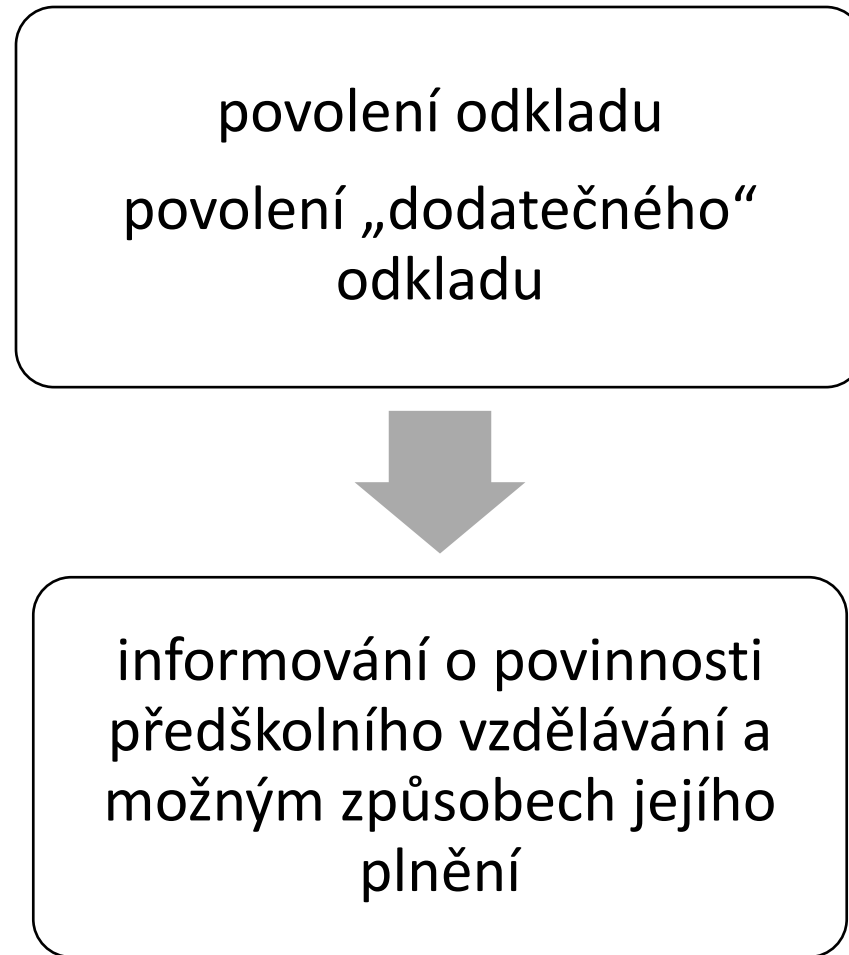 povolení odkladu
povolení „dodatečného“
odkladu
informování o povinnosti
předškolního vzdělávání a
možným způsobech jejího
plnění